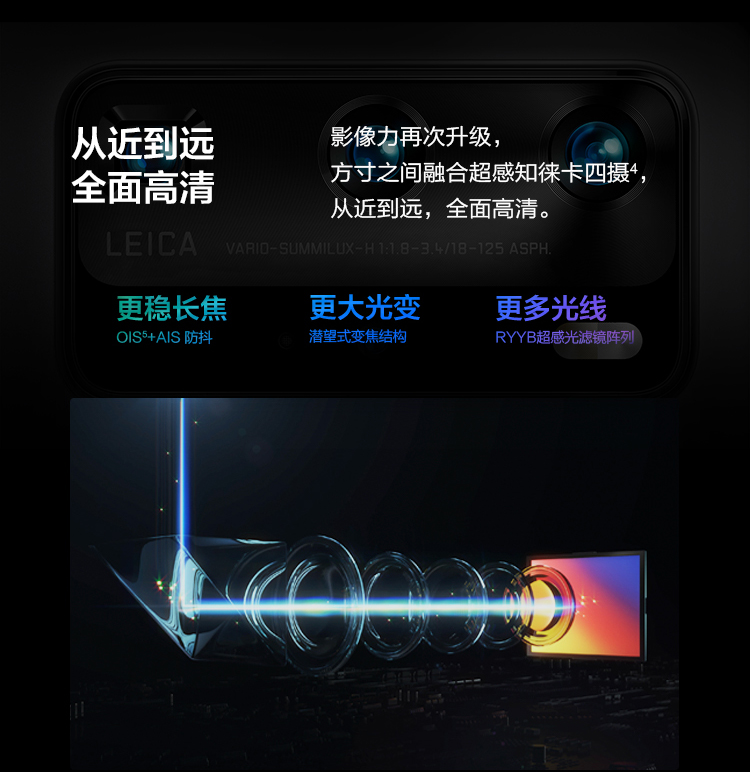 从近到远
全面高清
影像力再次升级，
方寸之间融合超感知徕卡四摄⁴，
从近到远，全面高清。
LEICA
VARIO-SUMMILUX-H 1:1.8-3.4/18-125 ASPH.
更稳长焦
OIS⁵+AIS 防抖
更大光变
潜望式变焦结构
更多光线
RYYB超感光滤镜阵列